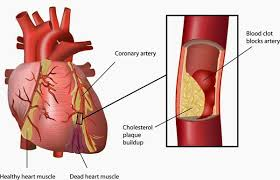 Coronary artery
Blood clot
blocks artery
Cholesterol
plaque
buildup
Healthy heart muscle
Dead heart muscle